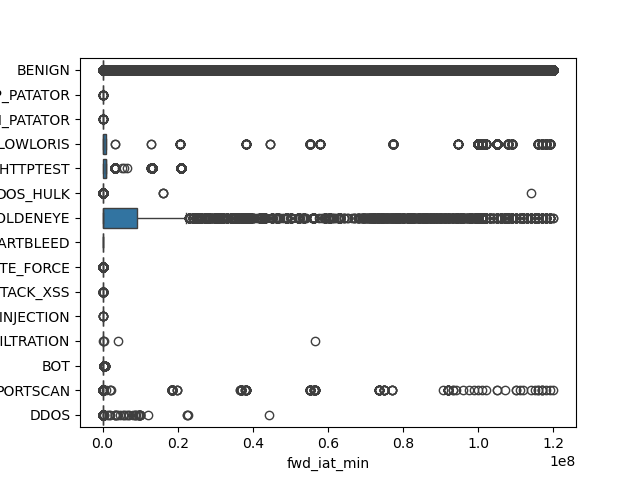 BENIGN
P_PATATOR
_PATATOR
LOWLORIS
HTTPTEST
DOS_HULK
OLDENEYE
ARTBLEED
TE_FORCE
TACK_XSS
INJECTION
ILTRATION
BOT
PORTSCAN
DDOS
0.0 0.2 0.4 0.6 0.8 1.0 1.2
1e8
fwd_iat_min